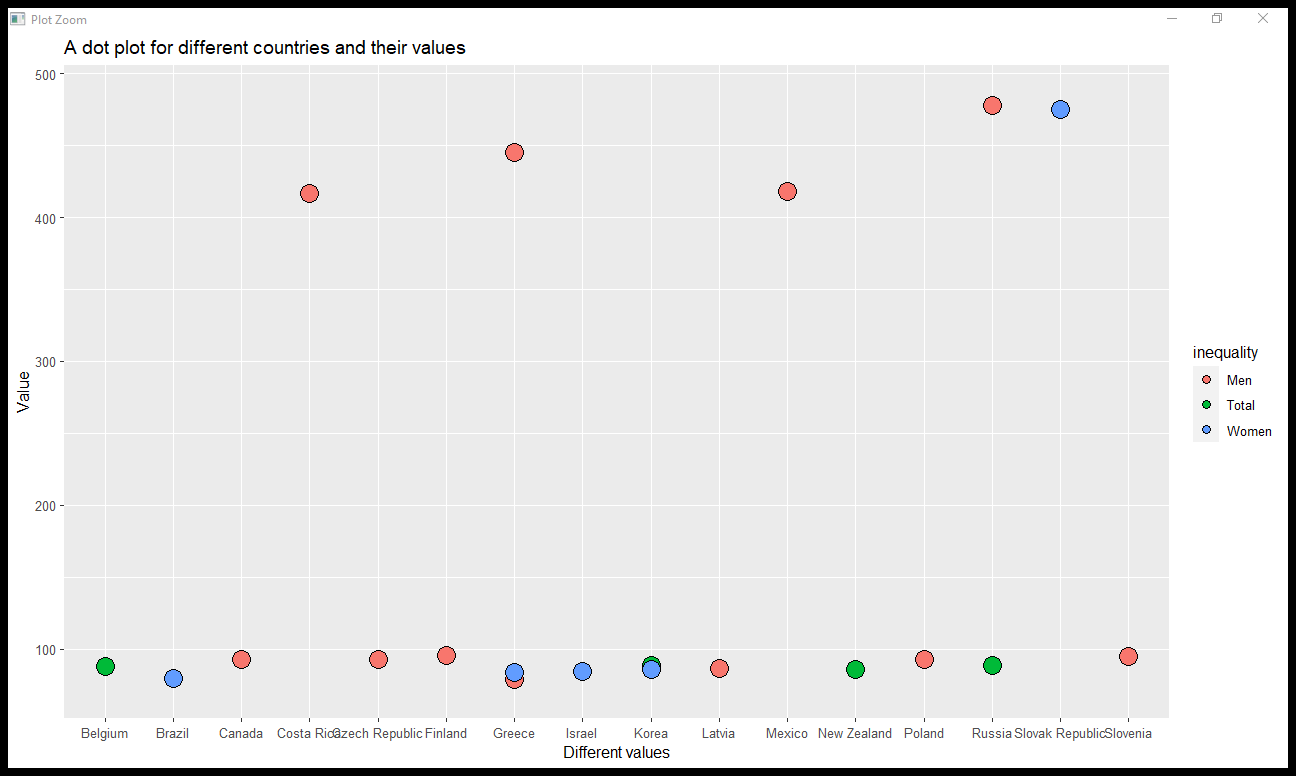 Plot Zoom
A dot plot for different countries and their values
500
400
300
200
100
Value
Belgium Brazil Canada Costa Rica Czech Republic Finland Greece Israel Korea Latvia Mexico New Zealand Poland Russia Slovak Republic Slovenia
Different values
inequality
Men
Total
Women